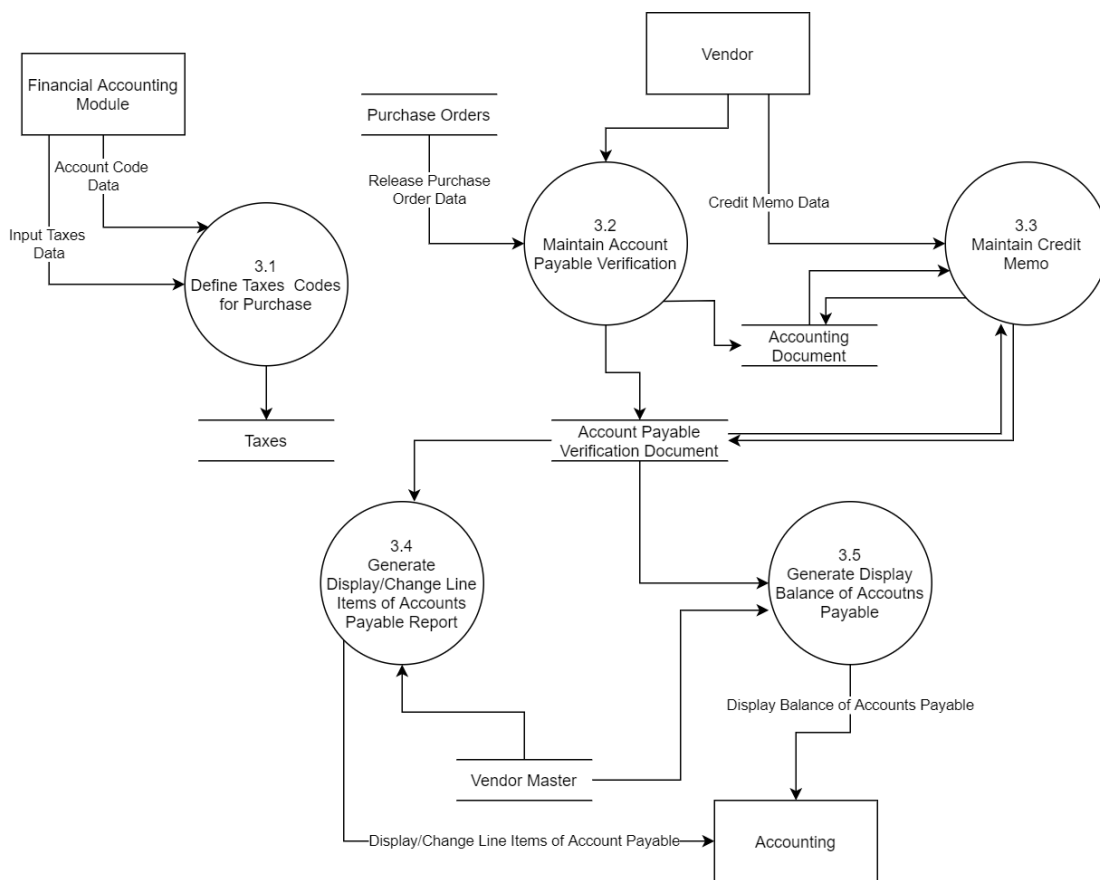 Vendor
Financial Accounting
Module
Purchase Orders
Account Code
Data
Release Purchase
Order Data
Input Taxes
Data
Credit Memo Data
3.1
Define Taxes Codes
for Purchase
3.2
Maintain Account
Payable Verification
3.3
Maintain Credit
Memo
Accounting
Document
Taxes
Account Payable
Verification Document
3.4
Generate
Display/Change Line
Items of Accounts
Payable Report
3.5
Generate Display
Balance of Accoutns
Payable
Display Balance of Accounts Payable
Vendor Master
Display/Change Line Items of Account Payable
Accounting